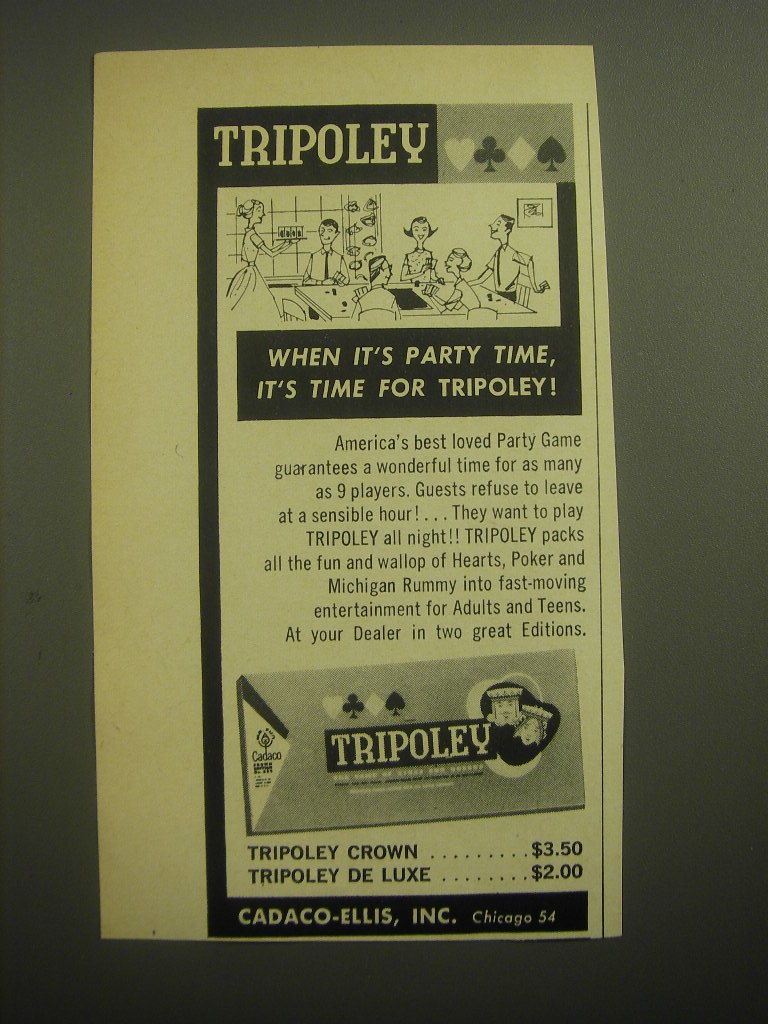 TRIPOLEY
WHEN IT'S PARTY TIME,
IT'S TIME FOR TRIPOLEY!
America's best loved Party Game
guarantees a wonderful time for as many
as 9 players. Guests refuse to leave
at a sensible hour! . . . They want to play
TRIPOLEY all night!! TRIPOLEY packs
all the fun and wallop of Hearts, Poker and
Michigan Rummy into fast-moving
entertainment for Adults and Teens.
At your Dealer in two great Editions.
Cadaco
TRIPOLEY
TRIPOLEY CROWN . . . . . . . . . $3.50
TRIPOLEY DE LUXE . . . . . . . . $2.00
CADACO-ELLIS, INC. Chicago 54